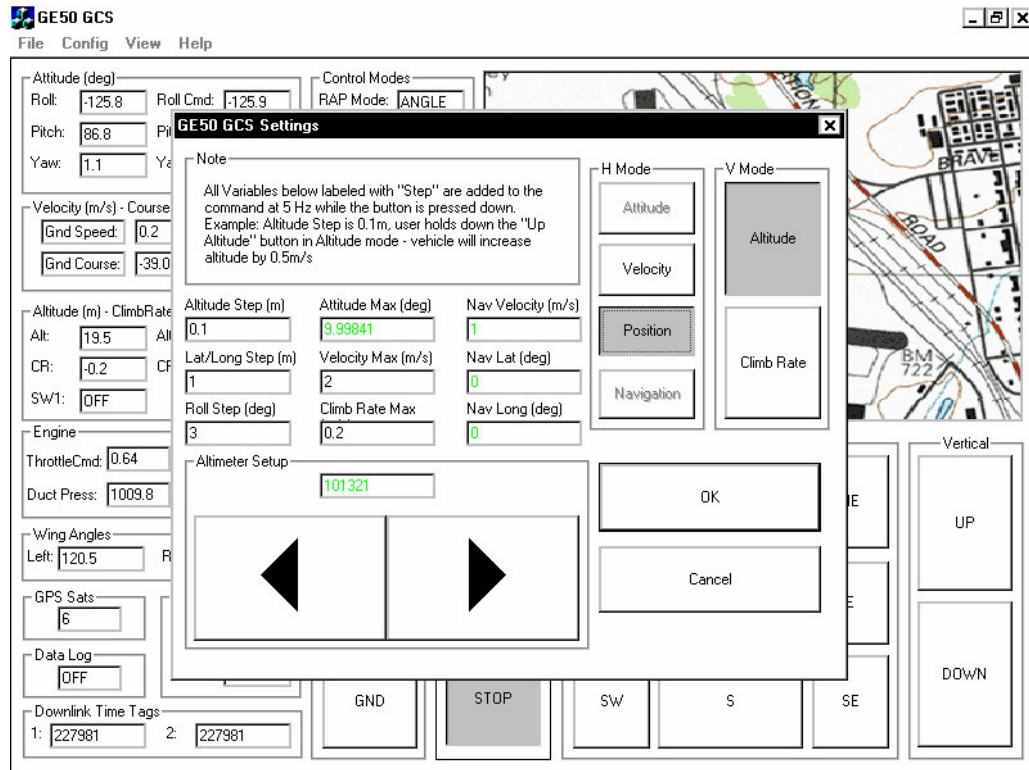 GE50 GCS
File Config View Help
Attitude (deg)
Roll: -125.8 Roll Cmd: -125.9
Pitch: 86.8
Yaw: 1.1
Control Modes
RAP Mode: ANGLE
Velocity (m/s) - Course
Gnd Speed: 0.2
Gnd Course: -39.0
Altitude (m) - ClimbRate
Alt: 19.5
CR: -0.2
SW1: OFF
Engine
ThrottleCmd: 0.64
Duct Press: 1009.8
Wing Angles
Left: 120.5
GPS Sats
6
Data Log
OFF
Downlink Time Tags
1: 227981 2: 227981
GE50 GCS Settings
Note
All Variables below labeled with "Step" are added to the
command at 5 Hz while the button is pressed down.
Example: Altitude Step is 0.1m, user holds down the "Up
Altitude" button in Altitude mode - vehicle will increase
altitude by 0.5m/s
H Mode
Attitude
Velocity
Position
Navigation
V Mode
Altitude
Climb Rate
Altitude Step (m) Attitude Max (deg) Nav Velocity (m/s)
0.1 9.99841 1
Lat/Long Step (m) Velocity Max (m/s) Nav Lat (deg)
1 2 0
Roll Step (deg) Climb Rate Max Nav Long (deg)
3 0.2 0
Altimeter Setup
101321
OK
Cancel
BRAVE
ROAD
BM
722
Vertical
UP
DOWN
GND
STOP
SW
S
SE